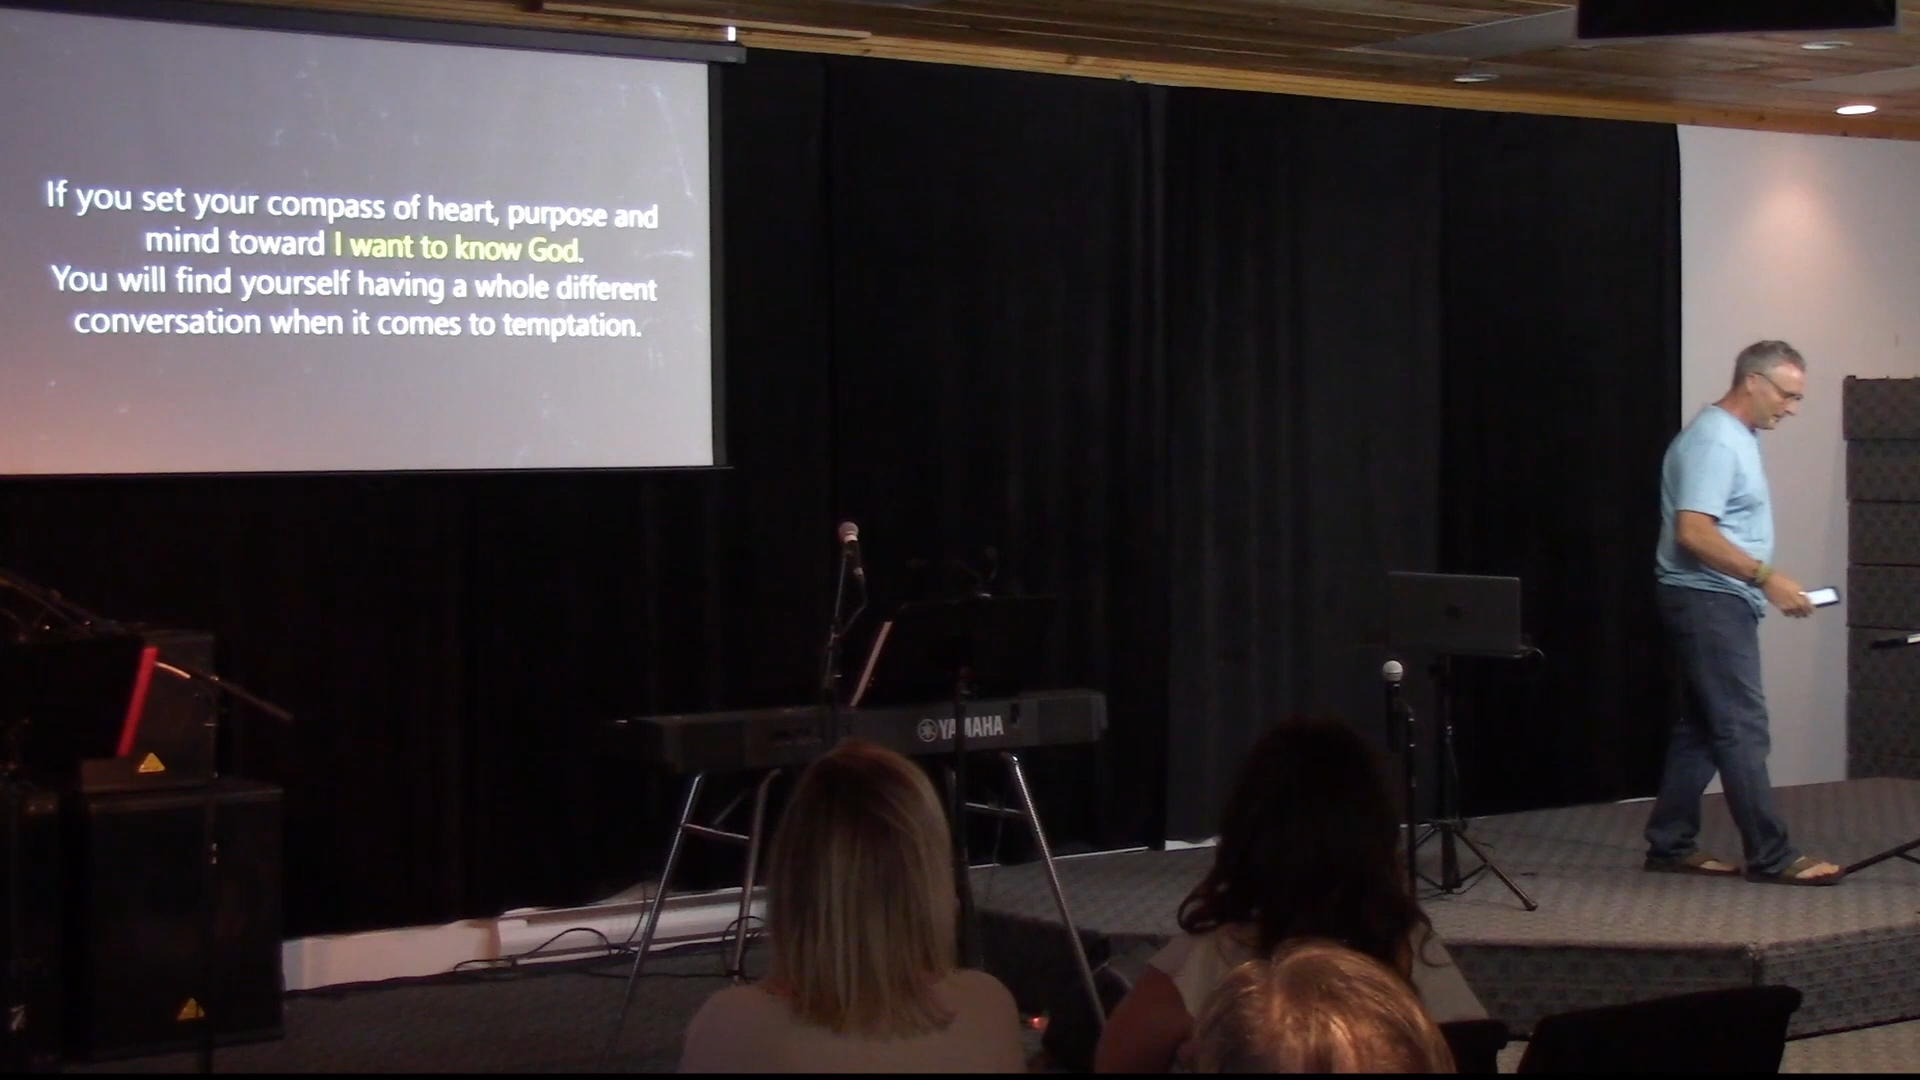 If you set your compass of heart, purpose and
mind toward I want to know God.
You will find yourself having a whole different
conversation when it comes to temptation.
YAMAHA